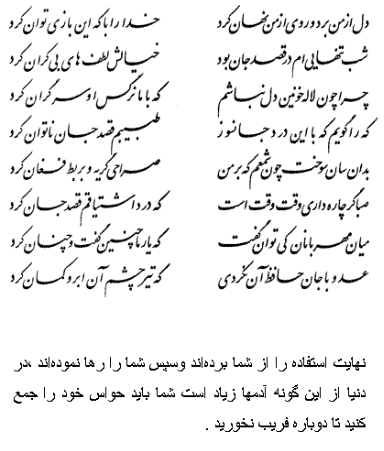 دل از من برد و روی از من نهان کرد خدا را با که این بازی توان کرد
شب تنهایی ام در قصد جان بود خیالش لطف های بی کران کرد
چرا چون لاله خونین دل نباشم که با ما نرگس او سرگران کرد
که را گویم که با این درد جان سوز طبیبم قصد جان ناتوان کرد
بدان سان سوخت چون شمعم که بر من صراحی گریه و بربط فغان کرد
صبا گر چاره داری وقت وقت است که درد اشتیاقم قصد جان کرد
میان مهربانان کی توان گفت که یار ما چنین گفت و چنان کرد
عدو با جان حافظ آن نکردی که تیر چشم آن ابرو کمان کرد
نهایت استفاده را از شما برده‌اند وسپس شما را رها نموده‌اند ،در
دنیا از این گونه آدمها زیاد است شما باید حواس خود را جمع
کنید تا دوباره فریب نخورید .